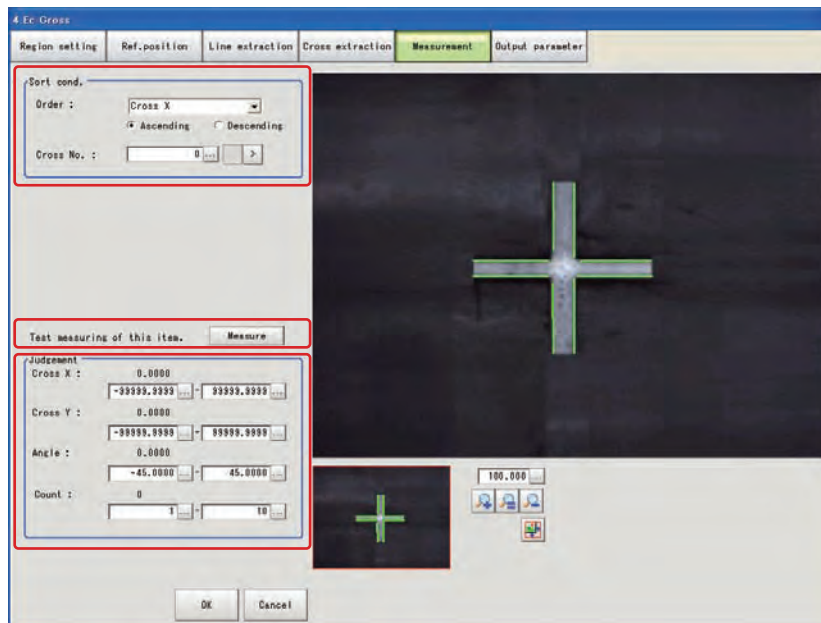 4.Ec Cross
Region setting Ref.position Line extraction Cross extraction Measurement Output parameter
Sort cond.
Order : Cross X
Ascending Descending
Cross No. : 0 ... >
Test measuring of this item. Measure
Judgement
Cross X : 0.0000
-99999.9999 ... - 99999.9999 ...
Cross Y : 0.0000
-99999.9999 ... - 99999.9999 ...
Angle : 0.0000
-45.0000 ... - 45.0000 ...
Count : 0
1 ... - 10 ...
100.000 ...
OK Cancel